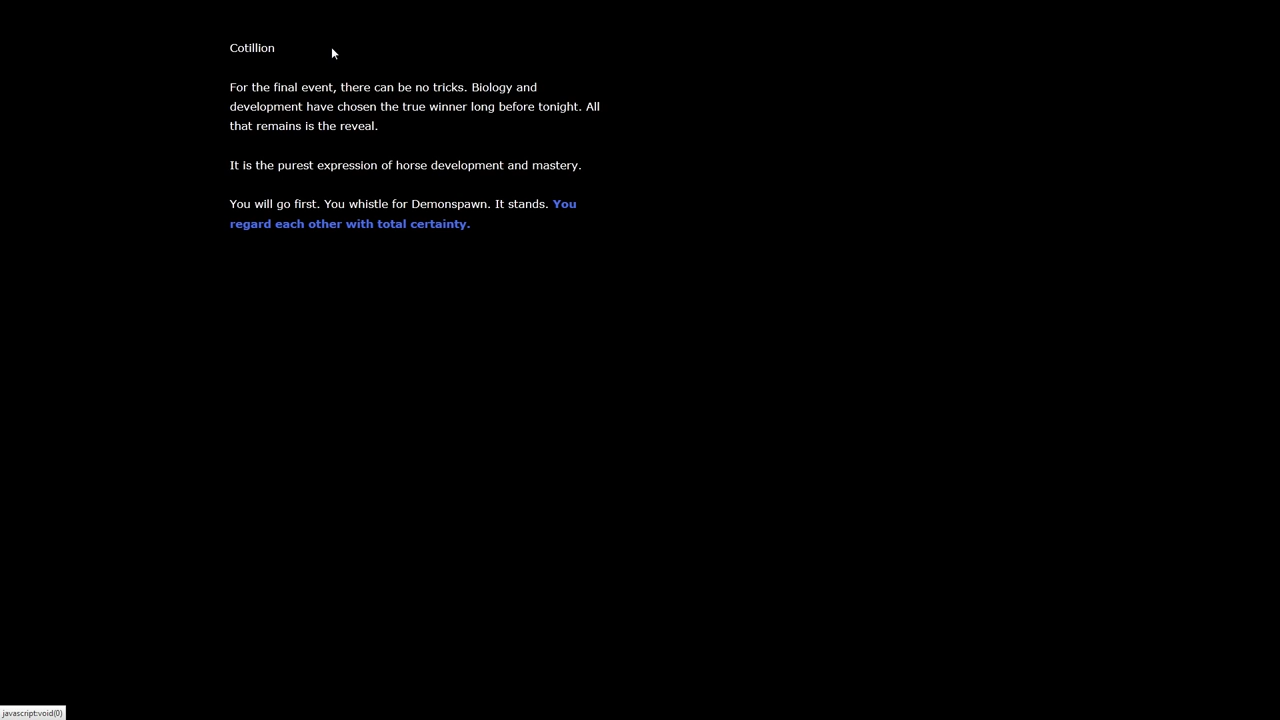 Cotillion
For the final event, there can be no tricks. Biology and
development have chosen the true winner long before tonight. All
that remains is the reveal.
It is the purest expression of horse development and mastery.
You will go first. You whistle for Demonspawn. It stands. You
regard each other with total certainty.
javascript:void(0)